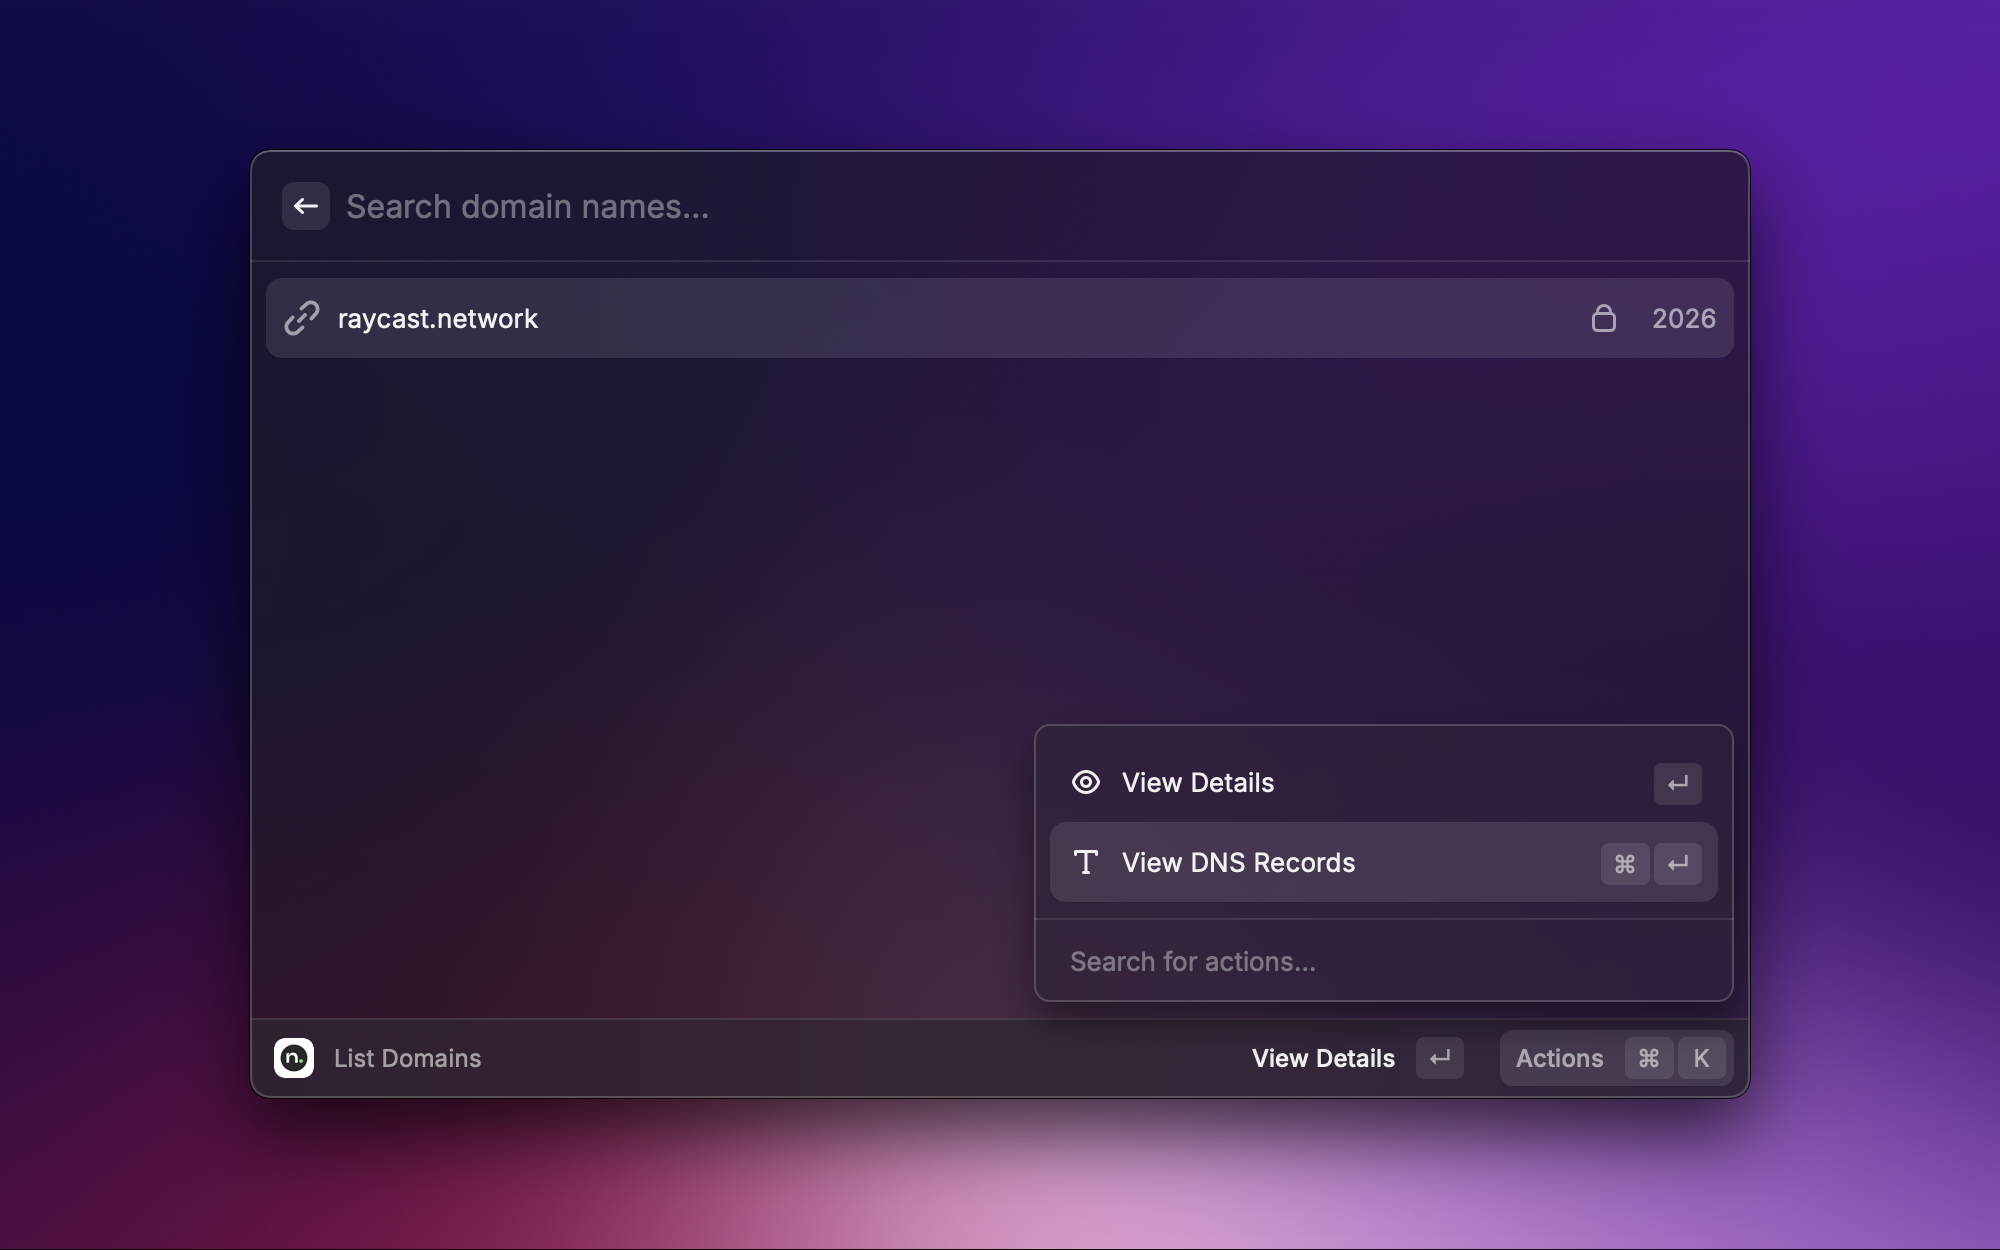 Search domain names...
raycast.network 2026
View Details
View DNS Records ⌘
Search for actions...
n. List Domains View Details Actions ⌘ K